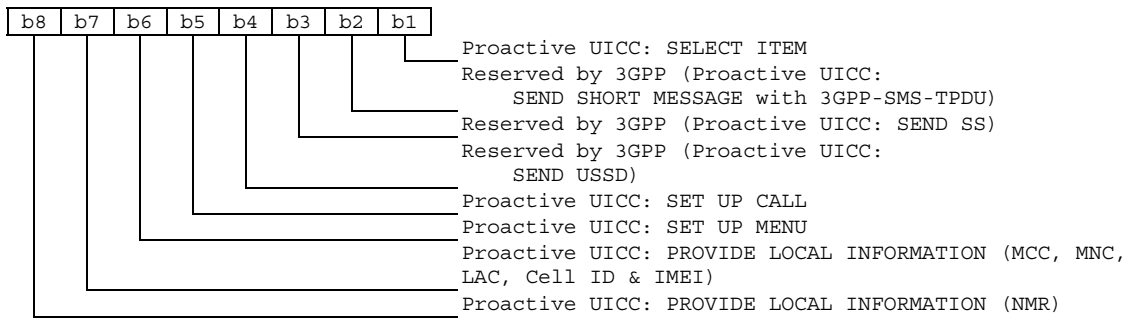 b8 b7 b6 b5 b4 b3 b2 b1
Proactive UICC: SELECT ITEM
Reserved by 3GPP (Proactive UICC:
SEND SHORT MESSAGE with 3GPP-SMS-TPDU)
Reserved by 3GPP (Proactive UICC: SEND SS)
Reserved by 3GPP (Proactive UICC:
SEND USSD)
Proactive UICC: SET UP CALL
Proactive UICC: SET UP MENU
Proactive UICC: PROVIDE LOCAL INFORMATION (MCC, MNC,
LAC, Cell ID & IMEI)
Proactive UICC: PROVIDE LOCAL INFORMATION (NMR)